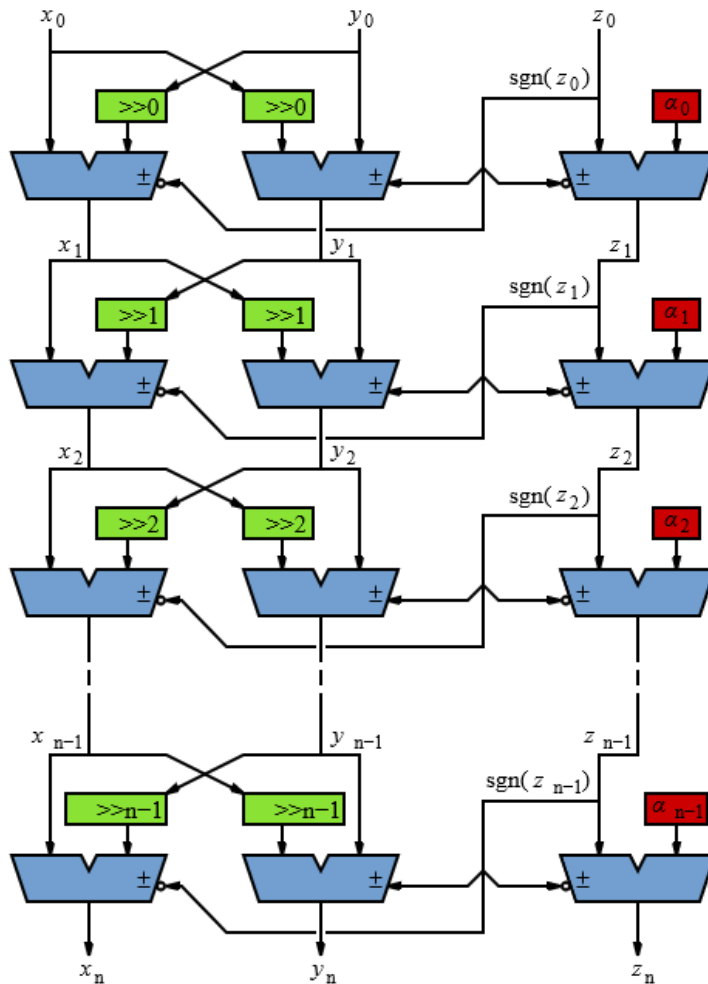 x0 y0 z0
sgn(z0)
>>0 >>0 α0
± ± ±
x1 y1 z1
sgn(z1)
>>1 >>1 α1
± ± ±
x2 y2 z2
sgn(z2)
>>2 >>2 α2
± ± ±
x n−1 y n−1 z n−1
sgn(z n−1)
>>n−1 >>n−1 α n−1
± ± ±
xn yn zn